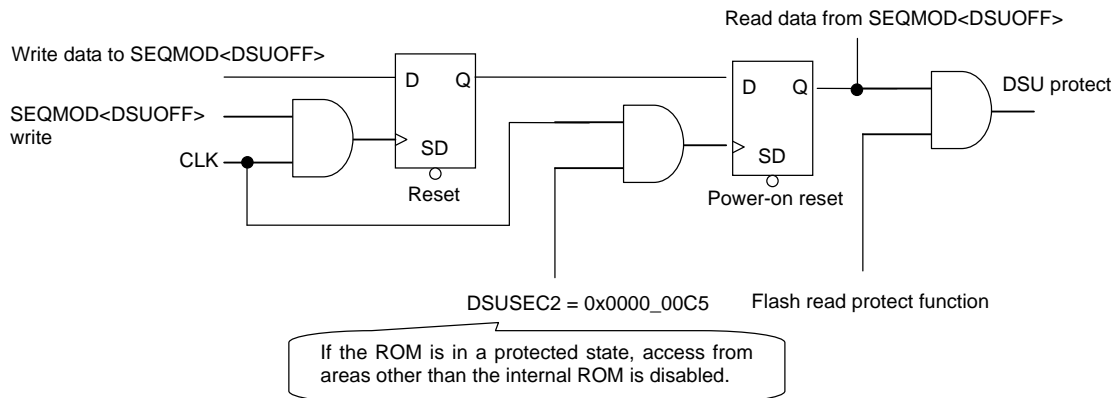 Read data from SEQMOD<DSUOFF>
Write data to SEQMOD<DSUOFF>
D Q
D Q
DSU protect
SEQMOD<DSUOFF>
write
SD
SD
CLK
Reset
Power-on reset
DSUSEC2 = 0x0000_00C5
Flash read protect function
If the ROM is in a protected state, access from
areas other than the internal ROM is disabled.